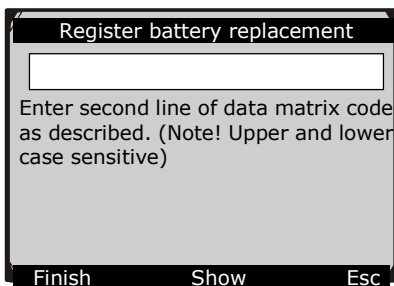 Register battery replacement
Enter second line of data matrix code
as described. (Note! Upper and lower
case sensitive)
Finish Show Esc